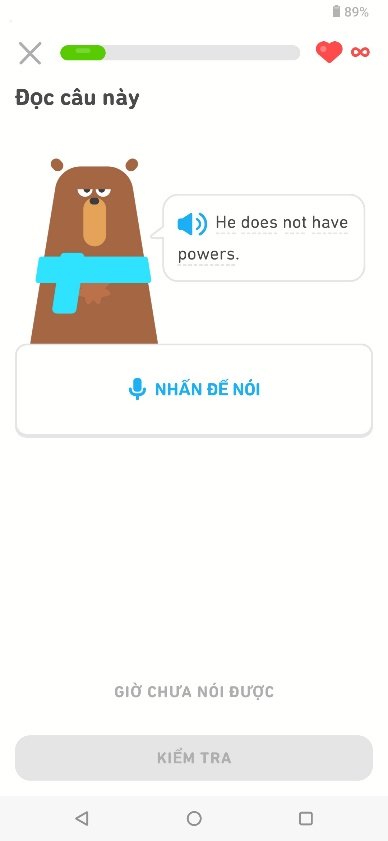 89%
Đọc câu này
He does not have
powers.
NHẤN ĐỂ NÓI
GIỜ CHƯA NÓI ĐƯỢC
KIỂM TRA